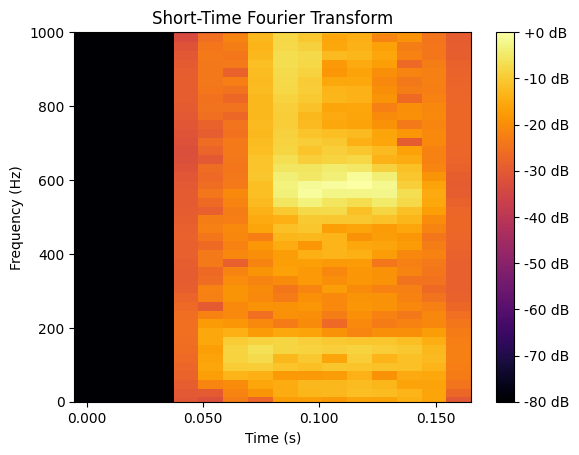 Short-Time Fourier Transform
1000
800
600
400
200
0
Frequency (Hz)
0.000
0.050
0.100
0.150
Time (s)
+0 dB
-10 dB
-20 dB
-30 dB
-40 dB
-50 dB
-60 dB
-70 dB
-80 dB